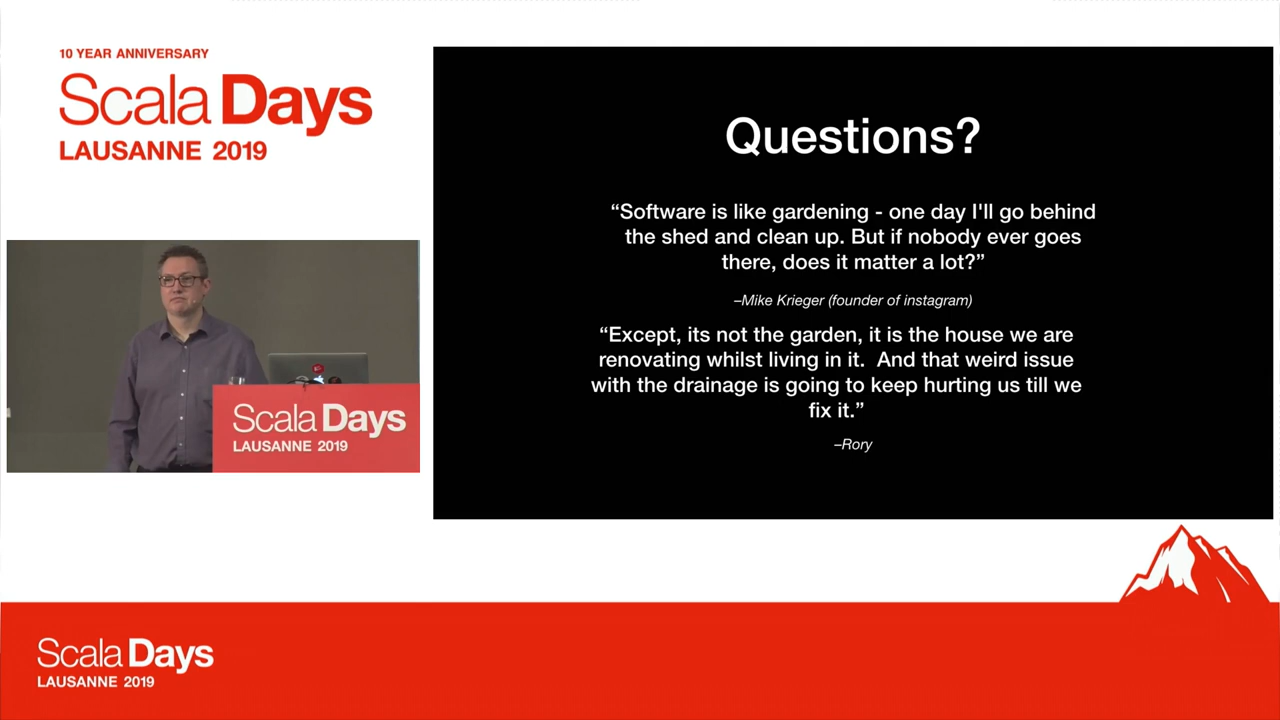 10 YEAR ANNIVERSARY
Scala Days
LAUSANNE 2019
Questions?
“Software is like gardening - one day I'll go behind
the shed and clean up. But if nobody ever goes
there, does it matter a lot?”
–Mike Krieger (founder of instagram)
“Except, its not the garden, it is the house we are
renovating whilst living in it.  And that weird issue
with the drainage is going to keep hurting us till we
fix it.”
–Rory
Scala Days
LAUSANNE 2019
Scala Days
LAUSANNE 2019